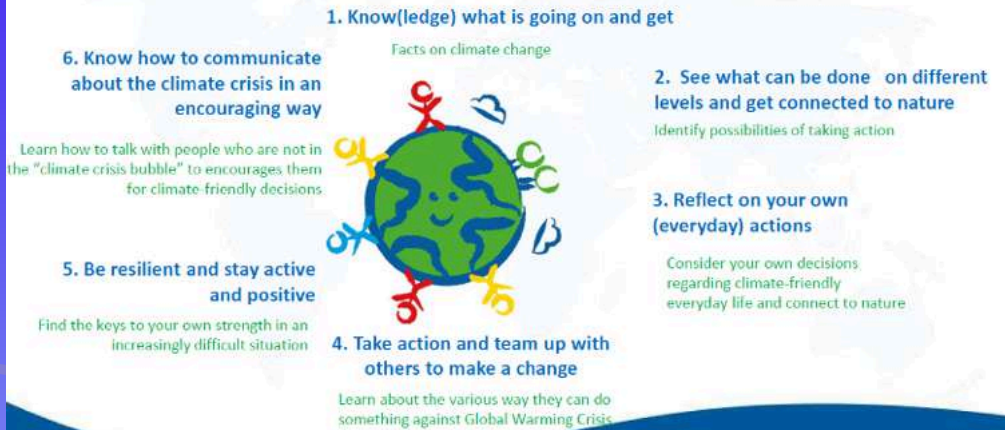 1. Know(ledge) what is going on and get
Facts on climate change
2. See what can be done on different
levels and get connected to nature
Identify possibilities of taking action
3. Reflect on your own
(everyday) actions
Consider your own decisions
regarding climate-friendly
everyday life and connect to nature
4. Take action and team up with
others to make a change
Learn about the various way they can do
something against Global Warming Crisis
5. Be resilient and stay active
and positive
Find the keys to your own strength in an
increasingly difficult situation
6. Know how to communicate
about the climate crisis in an
encouraging way
Learn how to talk with people who are not in
the "climate crisis bubble" to encourages them
for climate-friendly decisions